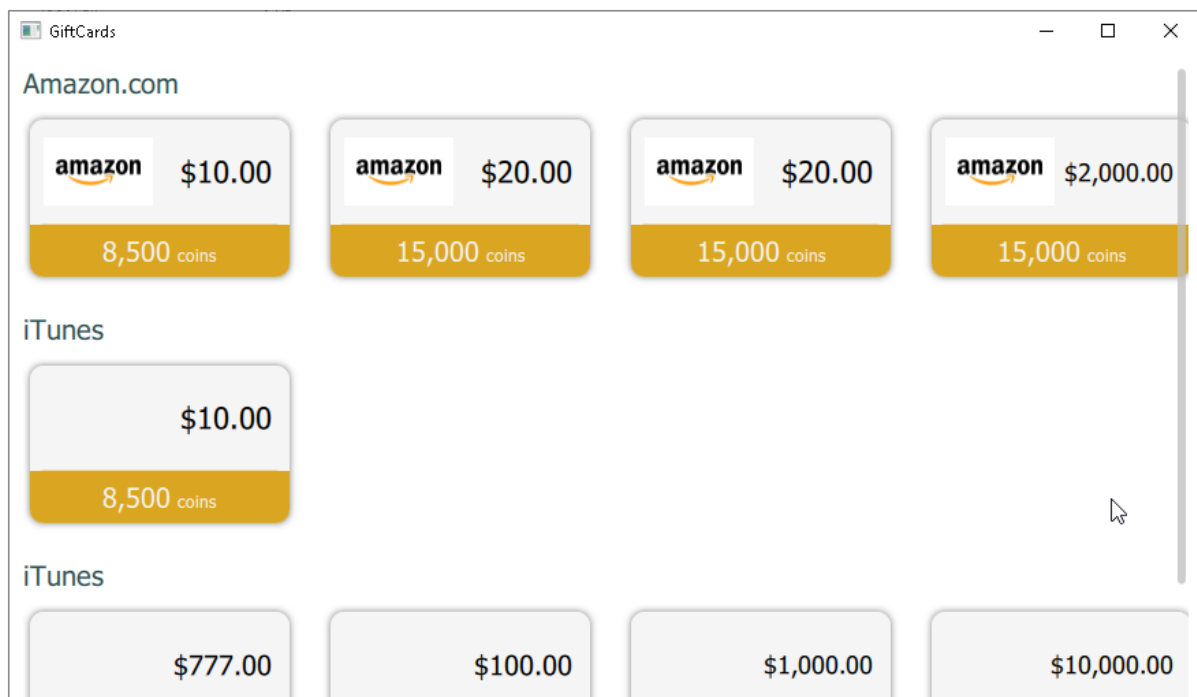 GiftCards
Amazon.com
amazon $10.00 amazon $20.00 amazon $20.00 amazon $2,000.00
8,500 coins 15,000 coins 15,000 coins 15,000 coins
iTunes
$10.00
8,500 coins
iTunes
$777.00 $100.00 $1,000.00 $10,000.00